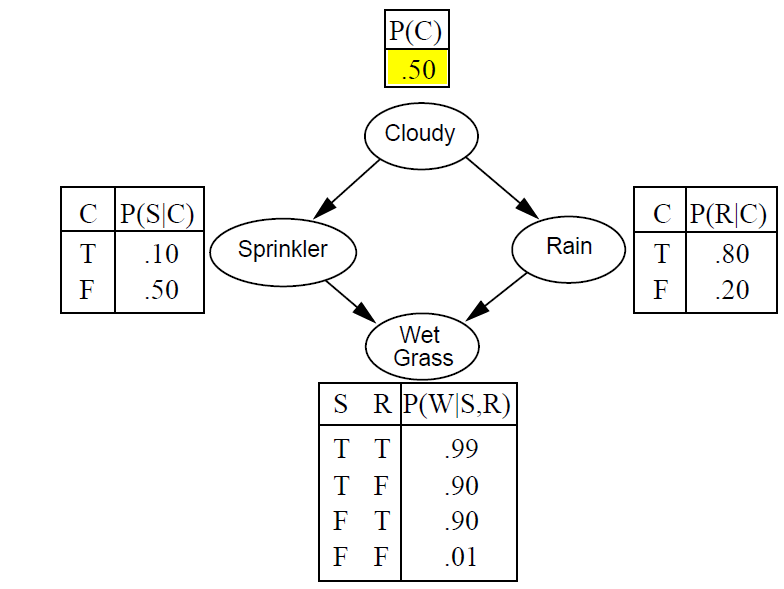 P(C)
.50
Cloudy
C P(S|C)
T .10
F .50
Sprinkler
Rain
C P(R|C)
T .80
F .20
Wet
Grass
S R P(W|S,R)
T T .99
T F .90
F T .90
F F .01